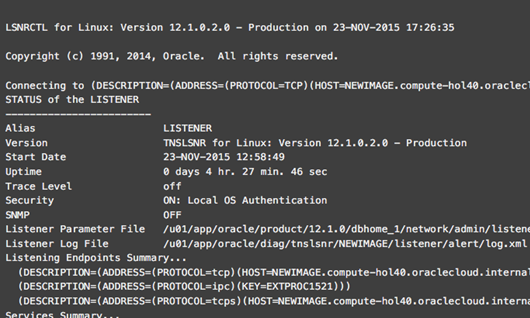 LSNRCTL for Linux: Version 12.1.0.2.0 - Production on 23-NOV-2015 17:26:35
Copyright (c) 1991, 2014, Oracle.  All rights reserved.
Connecting to (DESCRIPTION=(ADDRESS=(PROTOCOL=TCP)(HOST=NEWIMAGE.compute-hol40.oraclecl
STATUS of the LISTENER
------------------------
Alias                     LISTENER
Version                   TNSLSNR for Linux: Version 12.1.0.2.0 - Production
Start Date                23-NOV-2015 12:58:49
Uptime                    0 days 4 hr. 27 min. 46 sec
Trace Level               off
Security                  ON: Local OS Authentication
SNMP                      OFF
Listener Parameter File   /u01/app/oracle/product/12.1.0/dbhome_1/network/admin/listene
Listener Log File         /u01/app/oracle/diag/tnslsnr/NEWIMAGE/listener/alert/log.xml
Listening Endpoints Summary...
  (DESCRIPTION=(ADDRESS=(PROTOCOL=tcp)(HOST=NEWIMAGE.compute-hol40.oraclecloud.internal
  (DESCRIPTION=(ADDRESS=(PROTOCOL=ipc)(KEY=EXTPROC1521)))
  (DESCRIPTION=(ADDRESS=(PROTOCOL=tcps)(HOST=NEWIMAGE.compute-hol40.oraclecloud.interna
Services Summary...